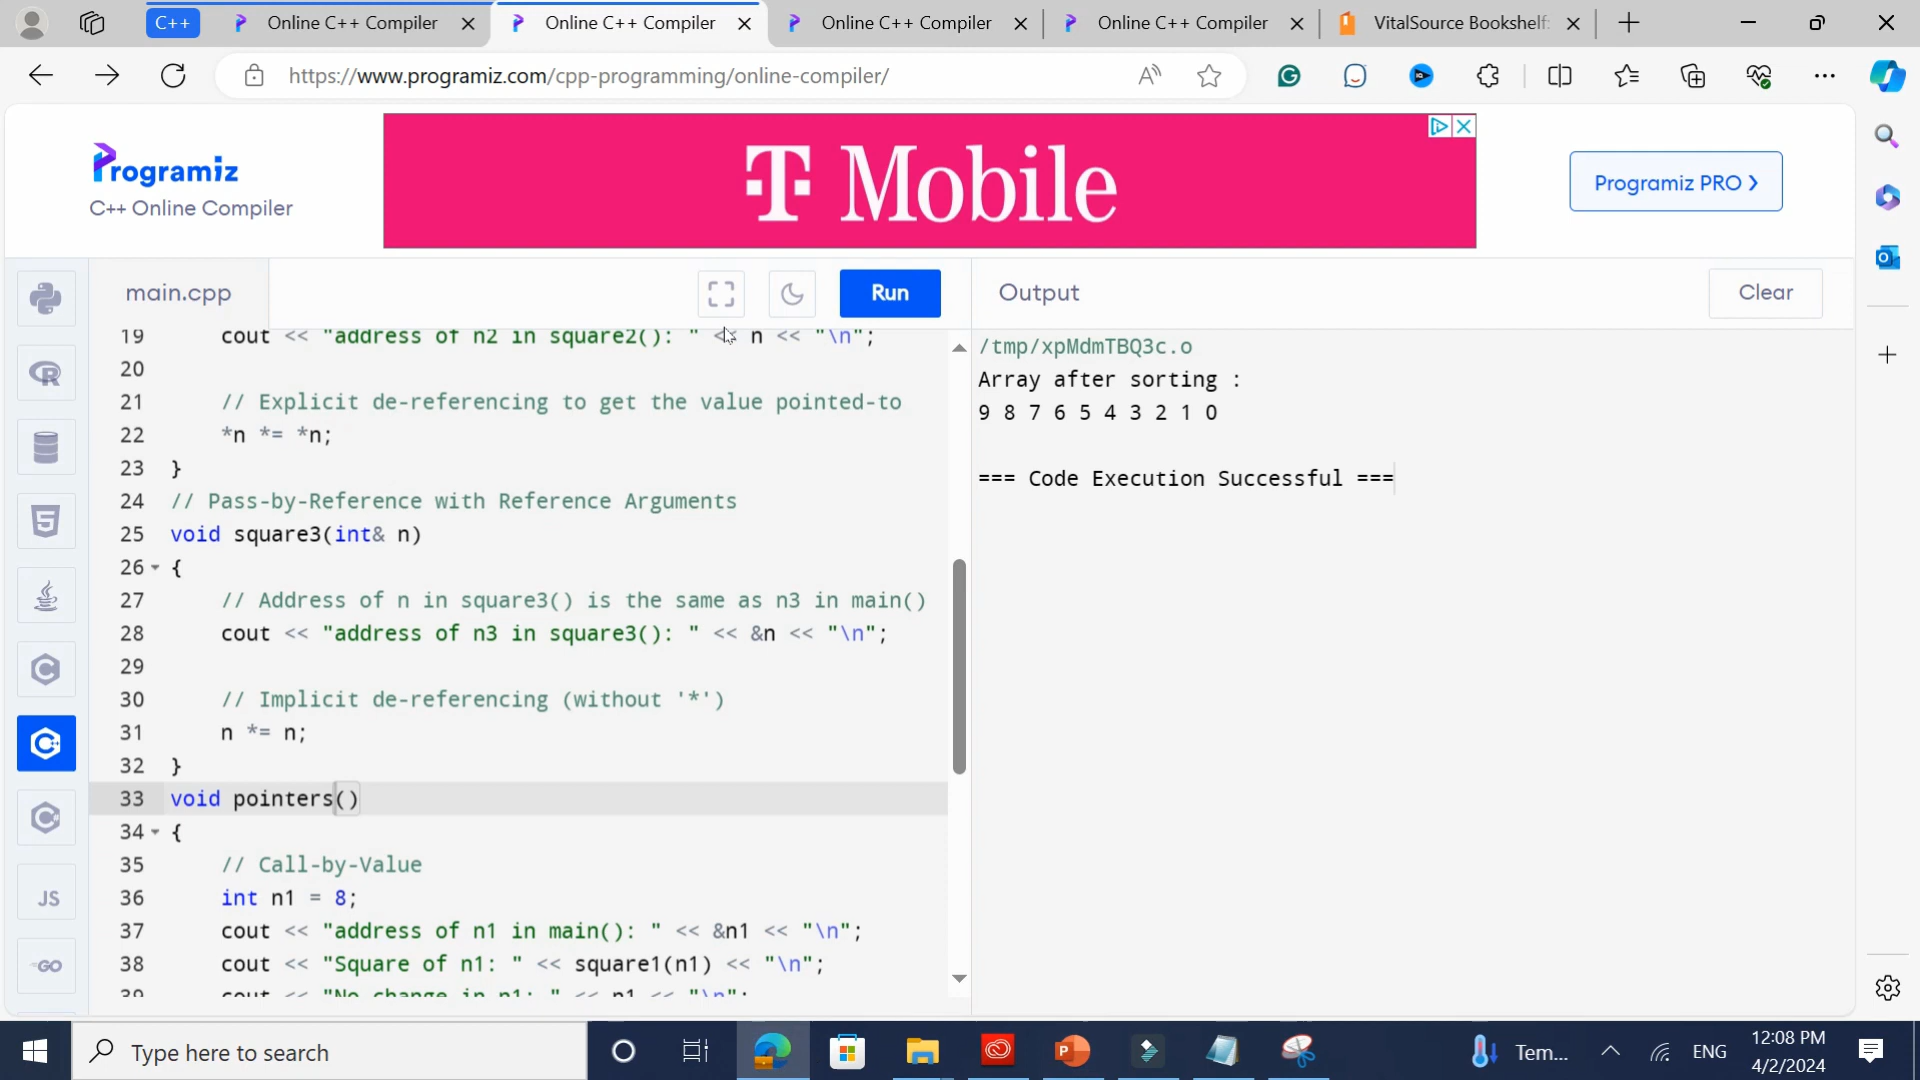 C++ Online C++ Compiler Online C++ Compiler Online C++ Compiler Online C++ Compiler VitalSource Bookshelf:
https://www.programiz.com/cpp-programming/online-compiler/
Programiz
C++ Online Compiler
T Mobile
Programiz PRO ❯
main.cpp
Run
Output
Clear
19 cout << "address of n2 in square2(): " << n << "\n";
20
21 // Explicit de-referencing to get the value pointed-to
22 *n *= *n;
23 }
24 // Pass-by-Reference with Reference Arguments
25 void square3(int& n)
26 {
27 // Address of n in square3() is the same as n3 in main()
28 cout << "address of n3 in square3(): " << &n << "\n";
29
30 // Implicit de-referencing (without '*')
31 n *= n;
32 }
33 void pointers()
34 {
35 // Call-by-Value
36 int n1 = 8;
37 cout << "address of n1 in main(): " << &n1 << "\n";
38 cout << "Square of n1: " << square1(n1) << "\n";
39 cout << "No change in n1: " << n1 << "\n";
/tmp/xpMdmTBQ3c.o
Array after sorting :
9 8 7 6 5 4 3 2 1 0
=== Code Execution Successful ===
JS
GO
Type here to search
Tem...
ENG
12:08 PM
4/2/2024